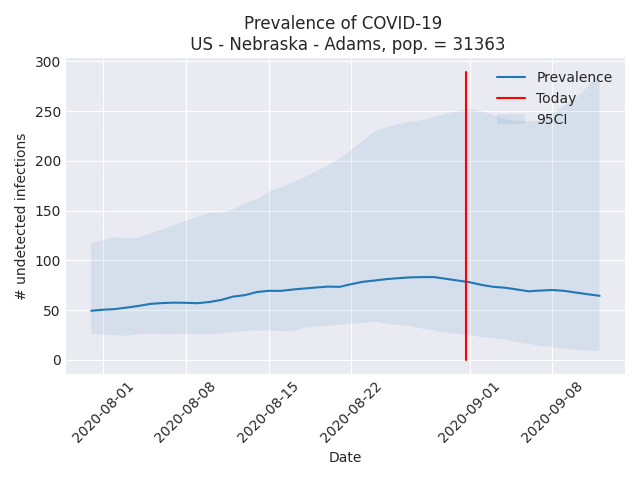 Prevalence of COVID-19
US - Nebraska - Adams, pop. = 31363
300
250
200
150
100
50
0
# undetected infections
Prevalence
Today
95CI
2020-08-01
2020-08-08
2020-08-15
2020-08-22
2020-09-01
2020-09-08
Date